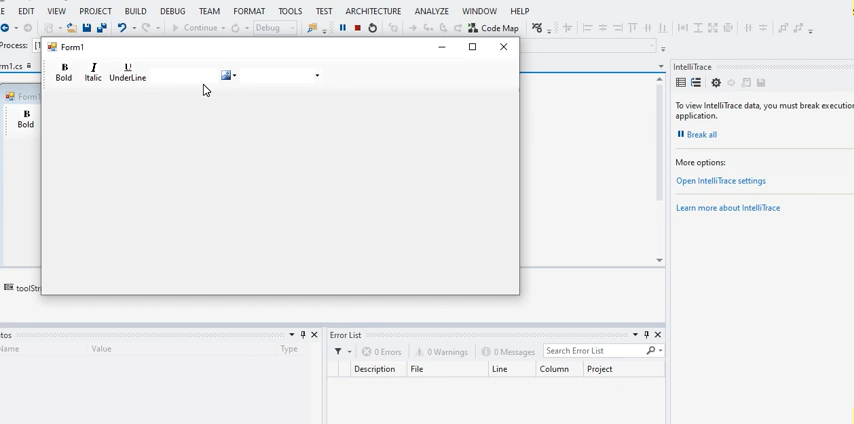 EDIT VIEW PROJECT BUILD DEBUG TEAM FORMAT TOOLS TEST ARCHITECTURE ANALYZE WINDOW HELP
Continue Debug Code Map
Process:
Form1
rm1.cs
B Bold
I Italic
U UnderLine
Form1
B
Bold
IntelliTrace
To view IntelliTrace data, you must break execution
application.
Break all
More options:
Open IntelliTrace settings
Learn more about IntelliTrace
toolStr
tos
Name Value Type
Error List
0 Errors 0 Warnings 0 Messages Search Error List
Description File Line Column Project